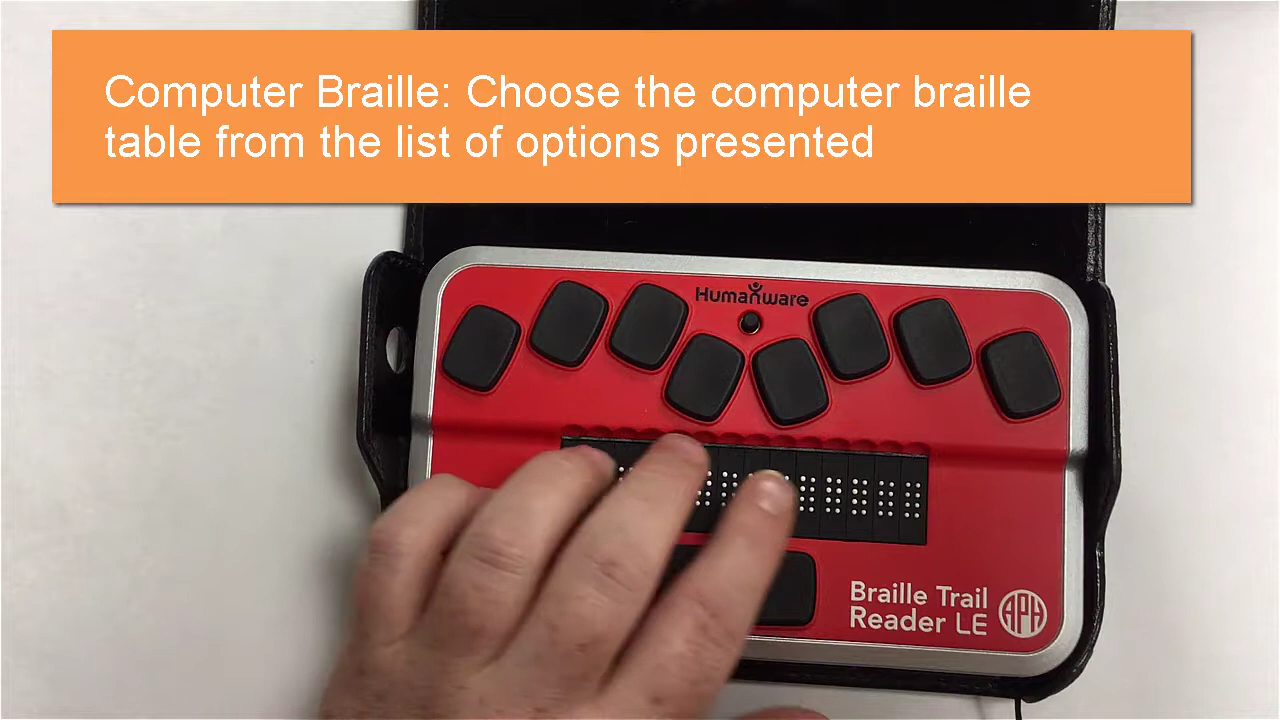 Computer Braille: Choose the computer braille
table from the list of options presented
Humanware
Braille Trail
Reader LE
APH